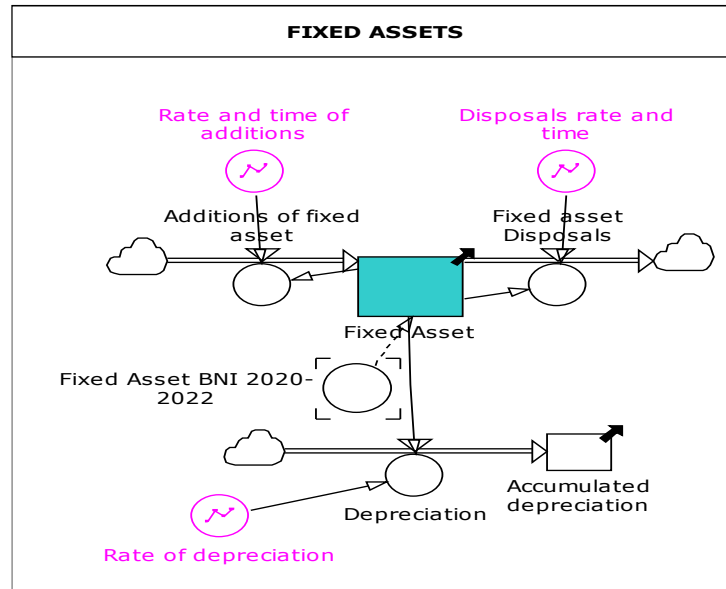 FIXED ASSETS
Rate and time of
additions
Disposals rate and
time
Additions of fixed
asset
Fixed asset
Disposals
Fixed Asset
Fixed Asset BNI 2020-
2022
Accumulated
depreciation
Depreciation
Rate of depreciation